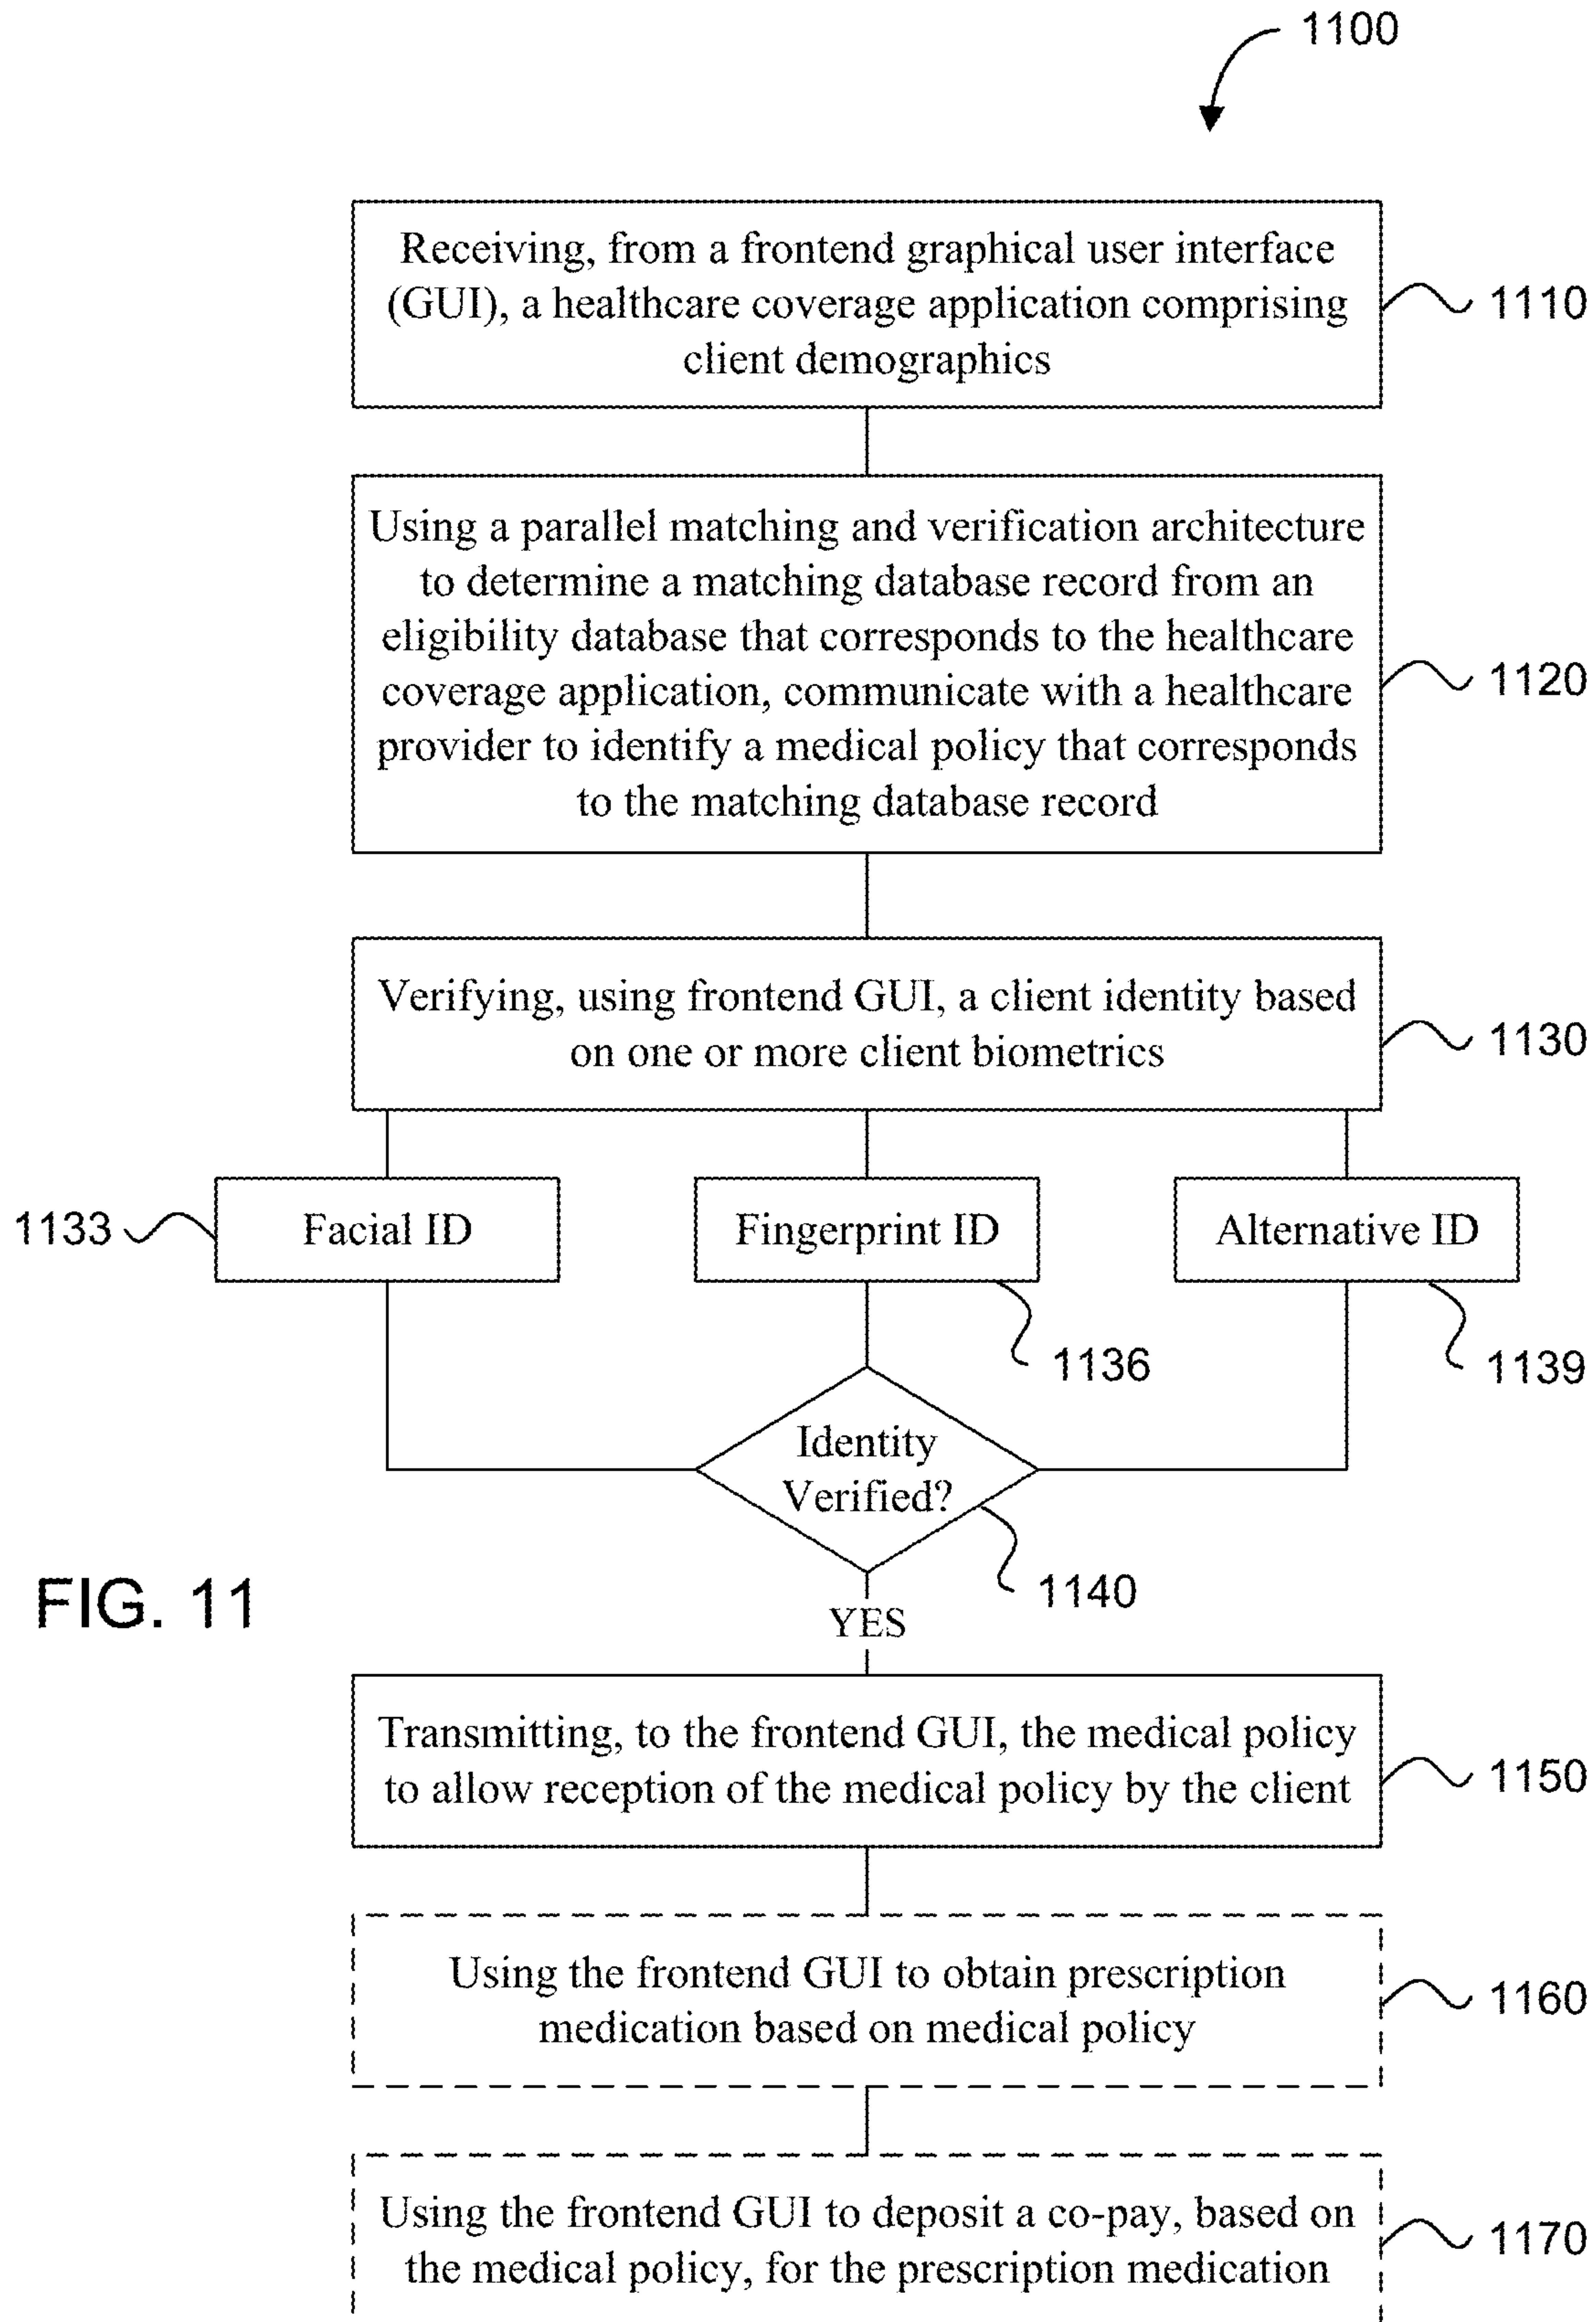 1100
Receiving, from a frontend graphical user interface
(GUI), a healthcare coverage application comprising
client demographics
1110
Using a parallel matching and verification architecture
to determine a matching database record from an
eligibility database that corresponds to the healthcare
coverage application, communicate with a healthcare
provider to identify a medical policy that corresponds
to the matching database record
1120
Verifying, using frontend GUI, a client identity based
on one or more client biometrics
1130
1133
Facial ID
Fingerprint ID
Alternative ID
1136
1139
Identity
Verified?
1140
FIG. 11
YES
Transmitting, to the frontend GUI, the medical policy
to allow reception of the medical policy by the client
1150
Using the frontend GUI to obtain prescription
medication based on medical policy
1160
Using the frontend GUI to deposit a co-pay, based on
the medical policy, for the prescription medication
1170